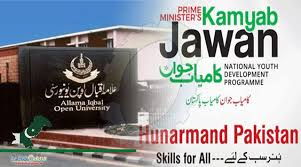 علامہ اقبال اوپن یونیورسٹی
Allama Iqbal
Open University
PRIME
MINISTER'S
Kamyab
Jawan
کامیاب جوان
NATIONAL YOUTH
DEVELOPMENT
PROGRAMME
کامیاب جوان کامیاب پاکستان
Hunarmand Pakistan
Skills for All---ہنر سب کے لئے